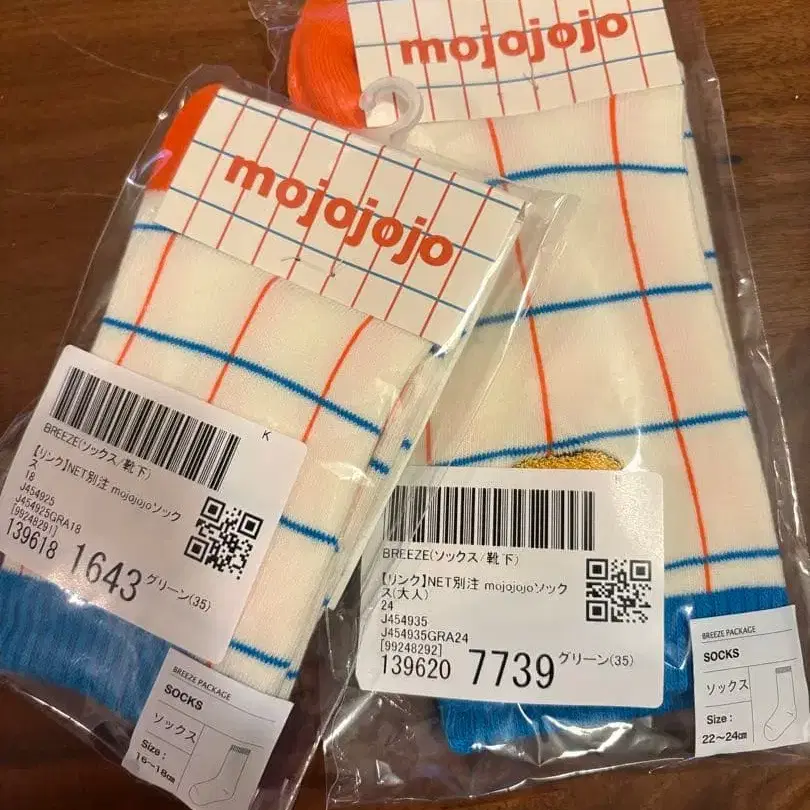 mojojojo
mojojojo
K
BREEZE(ソックス/靴下)
【リンク】NET別注 mojojojoソック
ス
18
J454925
J454925GRA18
[99248291]
139618 1643 グリーン(35)
BREEZE PACKAGE
SOCKS
ソックス
Size :
16~18cm
BREEZE(ソックス/靴下)
【リンク】NET別注 mojojojoソック
ス(大人)
24
J454935
J454935GRA24
[99248292]
139620 7739 グリーン(35)
BREEZE PACKAGE
SOCKS
ソックス
Size :
22~24cm